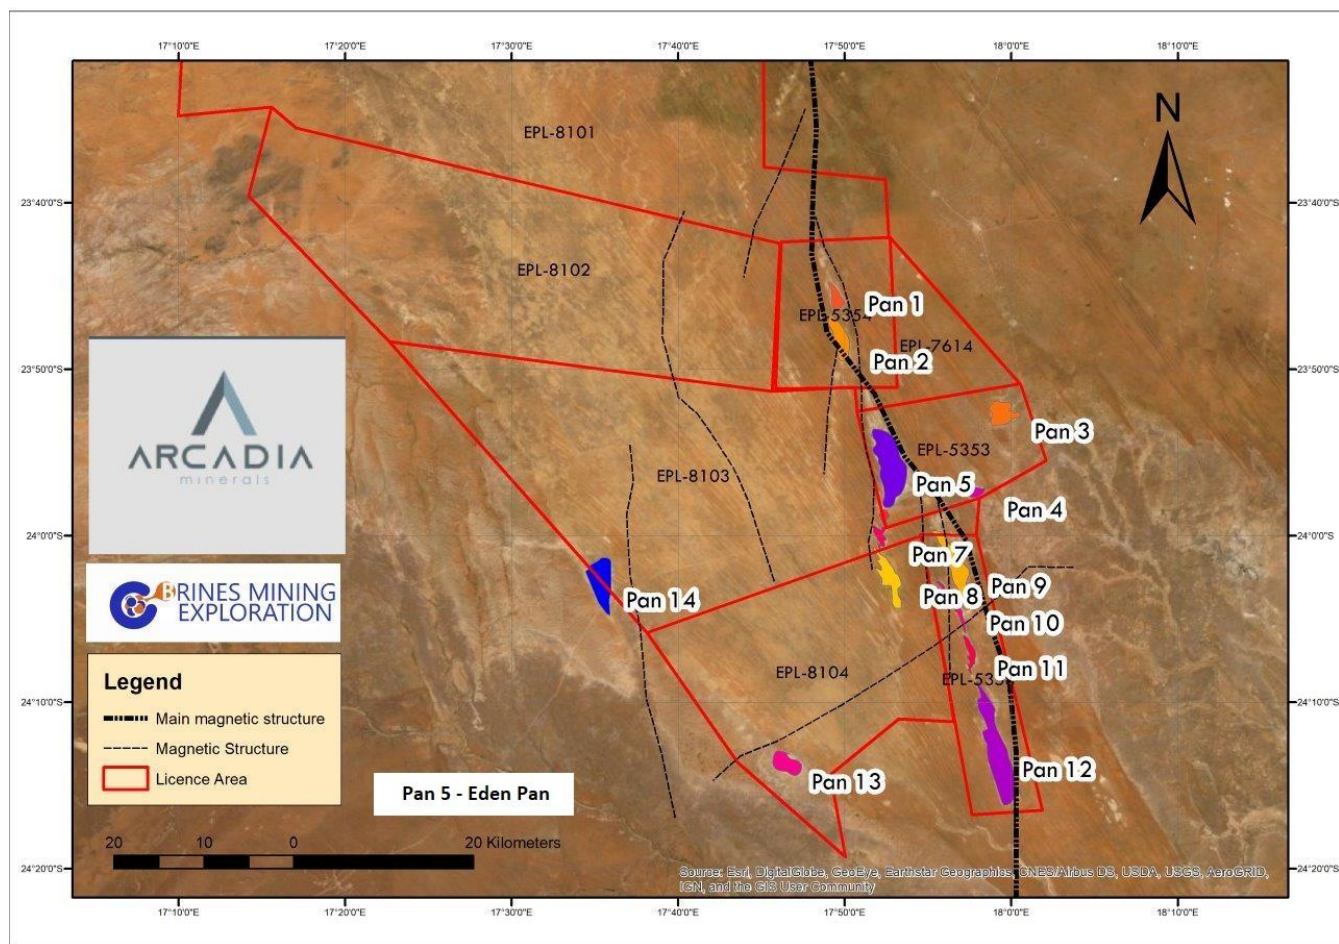 17°10'0"E 17°20'0"E 17°30'0"E 17°40'0"E 17°50'0"E 18°0'0"E 18°10'0"E
N
EPL-8101
23°40'0"S 23°40'0"S
EPL-8102
Pan 1
EPL-5354
EPL-7614
Pan 2
23°50'0"S 23°50'0"S
ARCADIA
minerals
Pan 3
EPL-5353
EPL-8103
Pan 5
Pan 4
24°0'0"S 24°0'0"S
Pan 7
BRINES MINING
EXPLORATION
Pan 14
Pan 8
Pan 9
Pan 10
EPL-8104
Pan 11
Legend
Main magnetic structure
Magnetic Structure
Licence Area
24°10'0"S 24°10'0"S
Pan 5 - Eden Pan
Pan 13
Pan 12
20 10 0 20 Kilometers
24°20'0"S 24°20'0"S
Source: Esri, DigitalGlobe, GeoEye, Earthstar Geographics, CNES/Airbus DS, USDA, USGS, AeroGRID,
IGN, and the GIS User Community
17°10'0"E 17°20'0"E 17°30'0"E 17°40'0"E 17°50'0"E 18°0'0"E 18°10'0"E